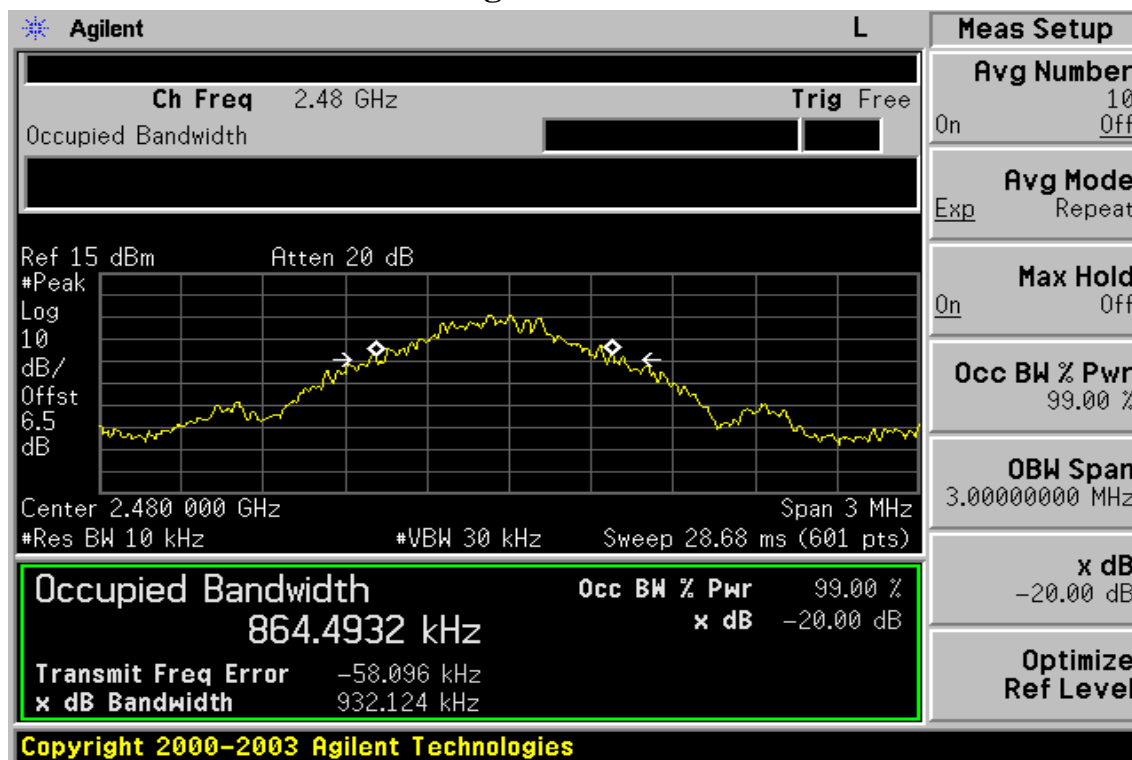 Agilent L
Meas Setup
Ch Freq 2.48 GHz Trig Free
Occupied Bandwidth
Avg Number
10
On Off
Avg Mode
Exp Repeat
Max Hold
On Off
Occ BW % Pwr
99.00 %
OBW Span
3.00000000 MHz
x dB
-20.00 dB
Optimize
Ref Level
Ref 15 dBm Atten 20 dB
#Peak
Log
10
dB/
Offst
6.5
dB
Center 2.480 000 GHz Span 3 MHz
#Res BW 10 kHz #VBW 30 kHz Sweep 28.68 ms (601 pts)
Occupied Bandwidth
864.4932 kHz
Occ BW % Pwr 99.00 %
x dB -20.00 dB
Transmit Freq Error -58.096 kHz
x dB Bandwidth 932.124 kHz
Copyright 2000-2003 Agilent Technologies